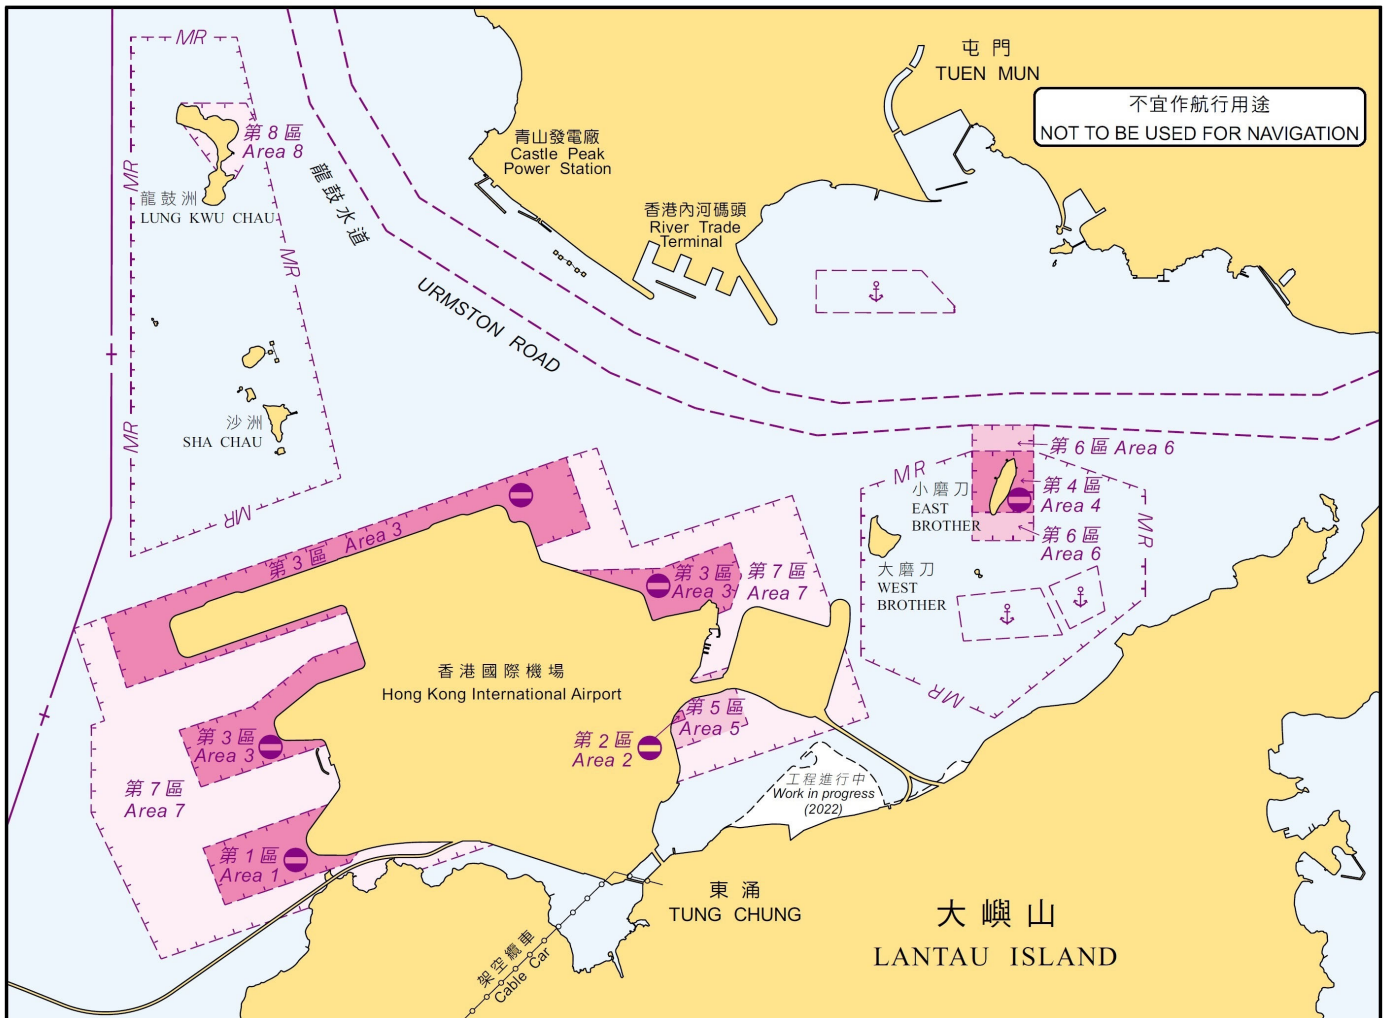 MR
屯門
TUEN MUN
不宜作航行用途
NOT TO BE USED FOR NAVIGATION
第 8 區
Area 8
青山發電廠
Castle Peak
Power Station
MR
龍鼓洲
LUNG KWU CHAU
龍鼓水道
香港內河碼頭
River Trade
Terminal
MR
URMSTON ROAD
沙洲
SHA CHAU
MR
MR
第 6 區 Area 6
MR
小磨刀
EAST
BROTHER
第 4 區
Area 4
第 6 區
Area 6
MR
第 3 區 Area 3
大磨刀
WEST
BROTHER
第 3 區
Area 3
第 7 區
Area 7
香港國際機場
Hong Kong International Airport
MR
第 5 區
Area 5
第 3 區
Area 3
第 2 區
Area 2
第 7 區
Area 7
工程進行中
Work in progress
(2022)
第 1 區
Area 1
東涌
TUNG CHUNG
大嶼山
LANTAU ISLAND
架空纜車
Cable Car